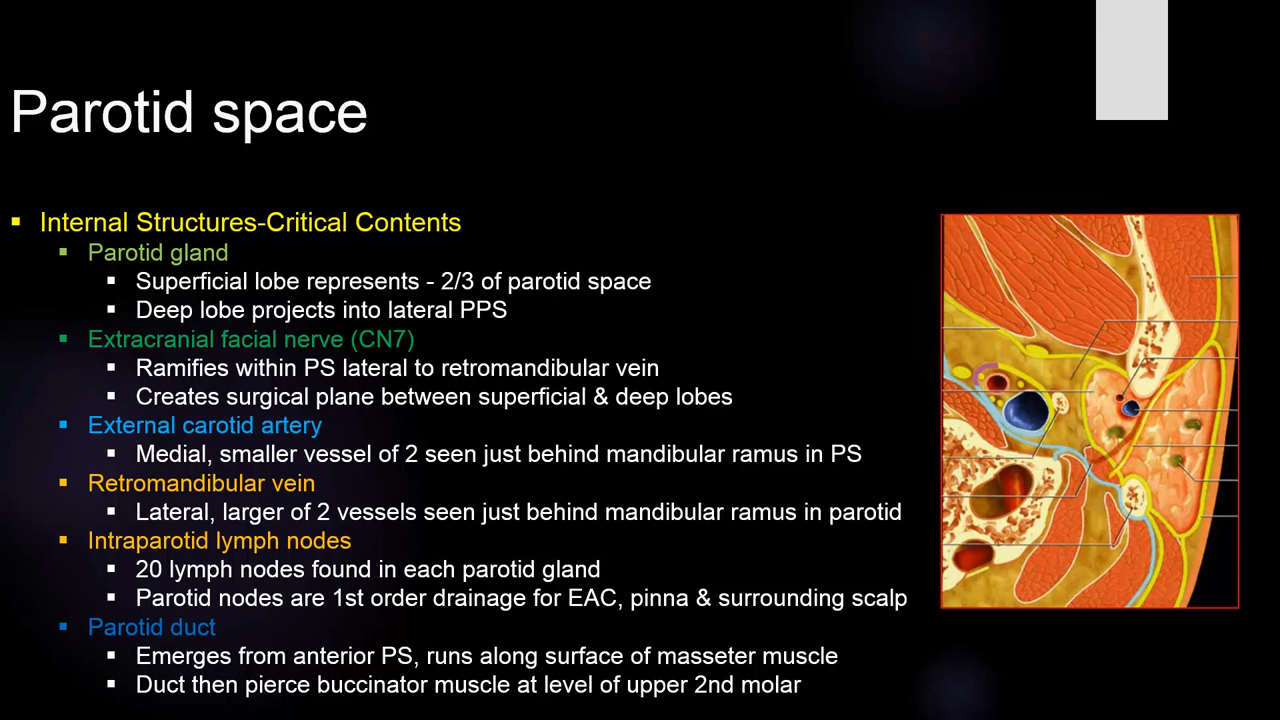 Parotid space
Internal Structures-Critical Contents
Parotid gland
Superficial lobe represents - 2/3 of parotid space
Deep lobe projects into lateral PPS
Extracranial facial nerve (CN7)
Ramifies within PS lateral to retromandibular vein
Creates surgical plane between superficial & deep lobes
External carotid artery
Medial, smaller vessel of 2 seen just behind mandibular ramus in PS
Retromandibular vein
Lateral, larger of 2 vessels seen just behind mandibular ramus in parotid
Intraparotid lymph nodes
20 lymph nodes found in each parotid gland
Parotid nodes are 1st order drainage for EAC, pinna & surrounding scalp
Parotid duct
Emerges from anterior PS, runs along surface of masseter muscle
Duct then pierce buccinator muscle at level of upper 2nd molar